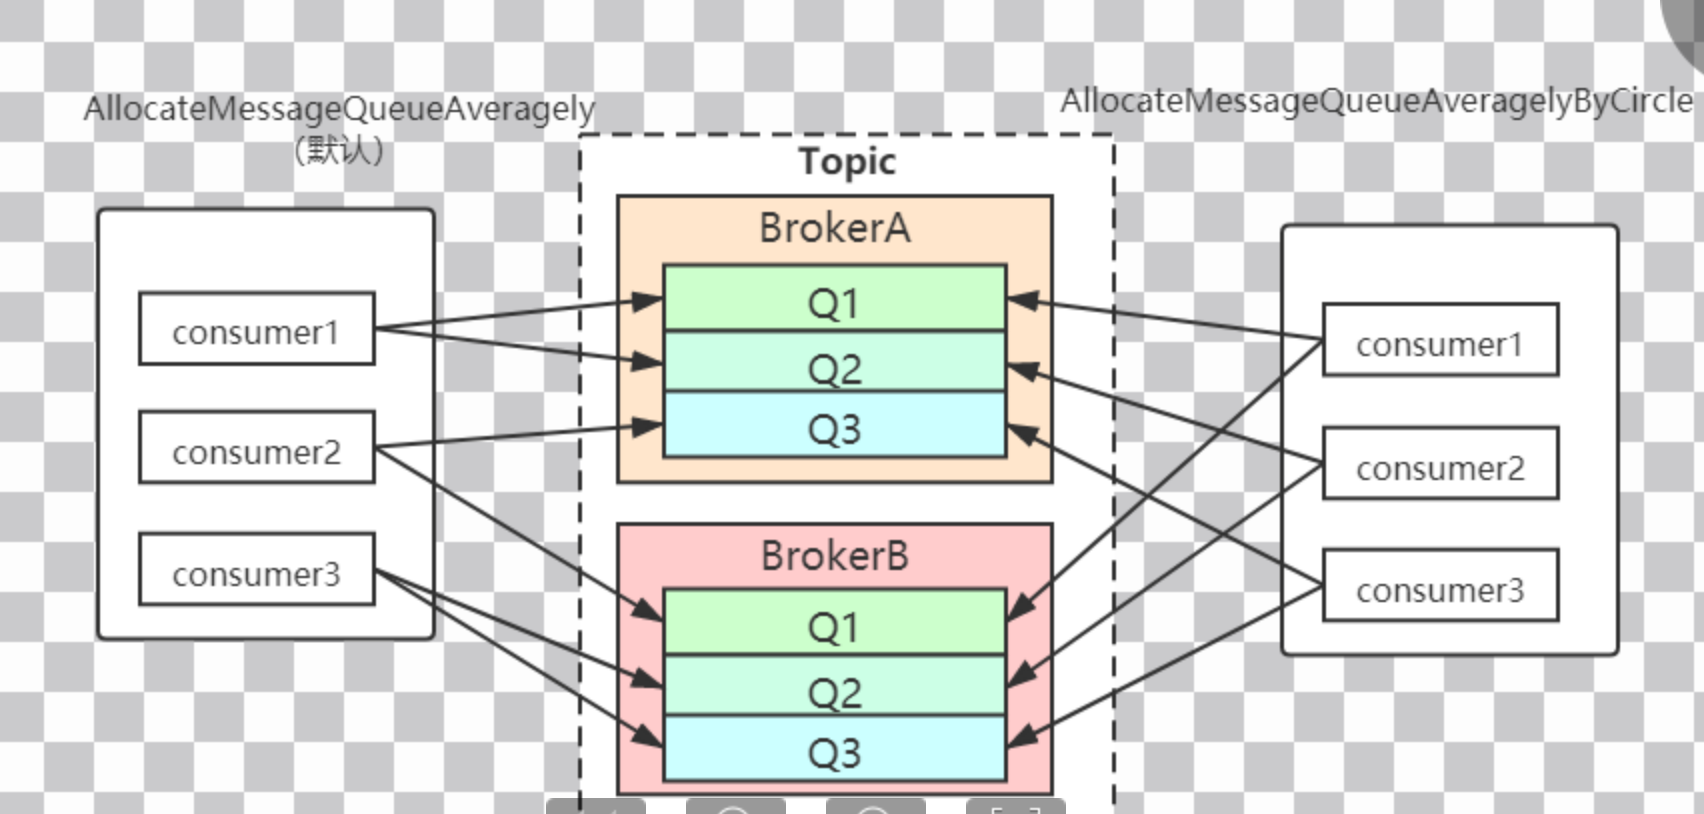 AllocateMessageQueueAveragely
(默认)
consumer1
consumer2
consumer3
Topic
BrokerA
Q1
Q2
Q3
BrokerB
Q1
Q2
Q3
AllocateMessageQueueAveragelyByCircle
consumer1
consumer2
consumer3